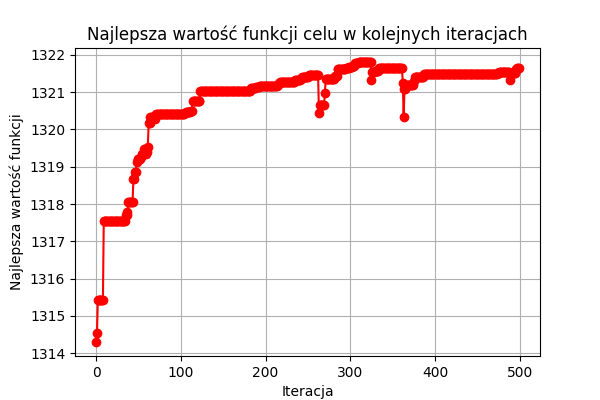 Najlepsza wartość funkcji celu w kolejnych iteracjach
Najlepsza wartość funkcji
1322
1321
1320
1319
1318
1317
1316
1315
1314
0 100 200 300 400 500
Iteracja